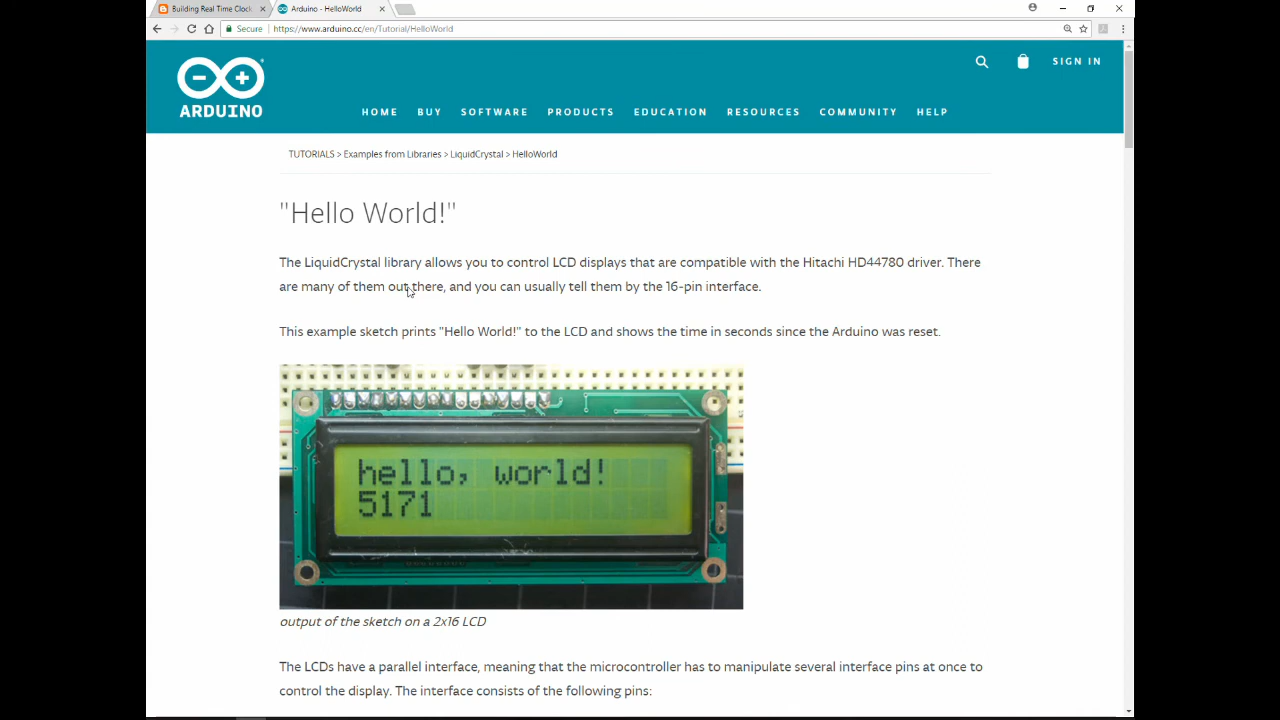 Building Real Time Clock
Arduino - HelloWorld
Secure https://www.arduino.cc/en/Tutorial/HelloWorld
SIGN IN
ARDUINO
HOME BUY SOFTWARE PRODUCTS EDUCATION RESOURCES COMMUNITY HELP
TUTORIALS > Examples from Libraries > LiquidCrystal > HelloWorld
"Hello World!"
The LiquidCrystal library allows you to control LCD displays that are compatible with the Hitachi HD44780 driver. There
are many of them out there, and you can usually tell them by the 16-pin interface.
This example sketch prints "Hello World!" to the LCD and shows the time in seconds since the Arduino was reset.
hello, world!
5171
output of the sketch on a 2x16 LCD
The LCDs have a parallel interface, meaning that the microcontroller has to manipulate several interface pins at once to
control the display. The interface consists of the following pins: